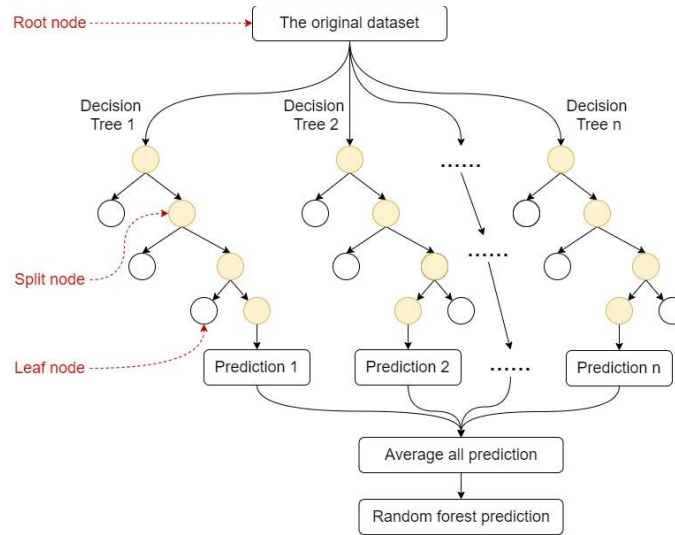 Root node
The original dataset
Decision
Tree 1
Decision
Tree 2
Decision
Tree n
......
Split node
......
Leaf node
Prediction 1
Prediction 2
......
Prediction n
Average all prediction
Random forest prediction